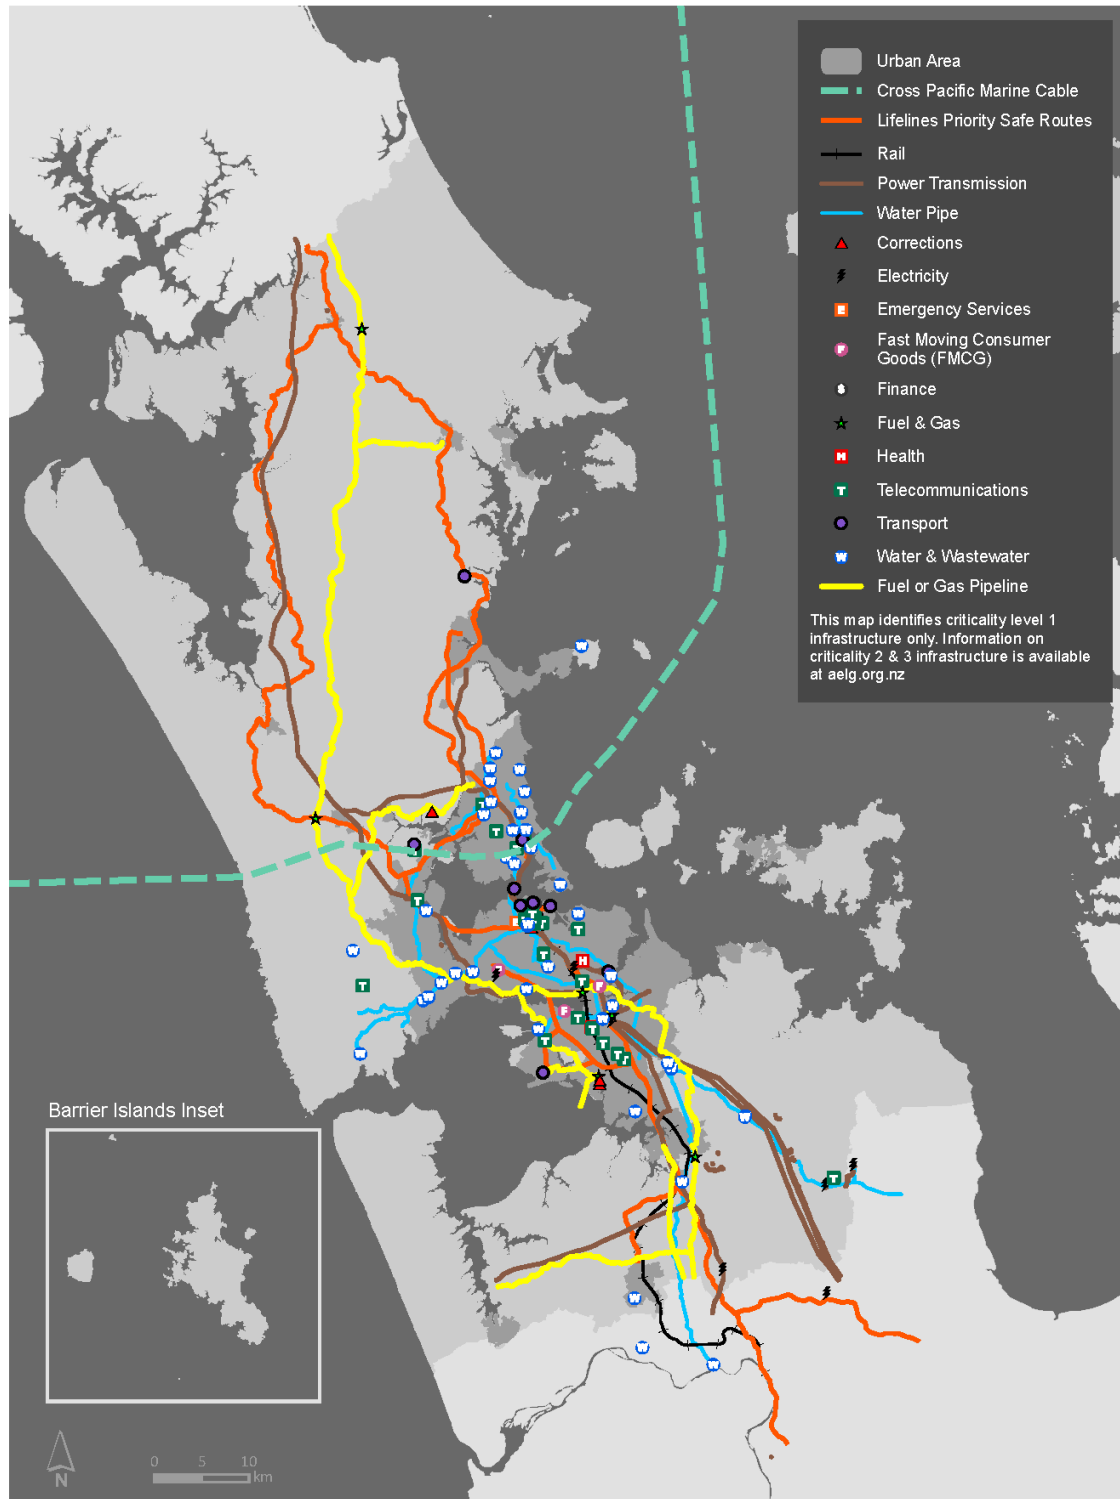 Urban Area
Cross Pacific Marine Cable
Lifelines Priority Safe Routes
Rail
Power Transmission
Water Pipe
Corrections
Electricity
E Emergency Services
F Fast Moving Consumer
Goods (FMCG)
$ Finance
Fuel & Gas
H Health
T Telecommunications
Transport
W Water & Wastewater
Fuel or Gas Pipeline
This map identifies criticality level 1
infrastructure only. Information on
criticality 2 & 3 infrastructure is available
at aelg.org.nz
Barrier Islands Inset
N
0 5 10
km